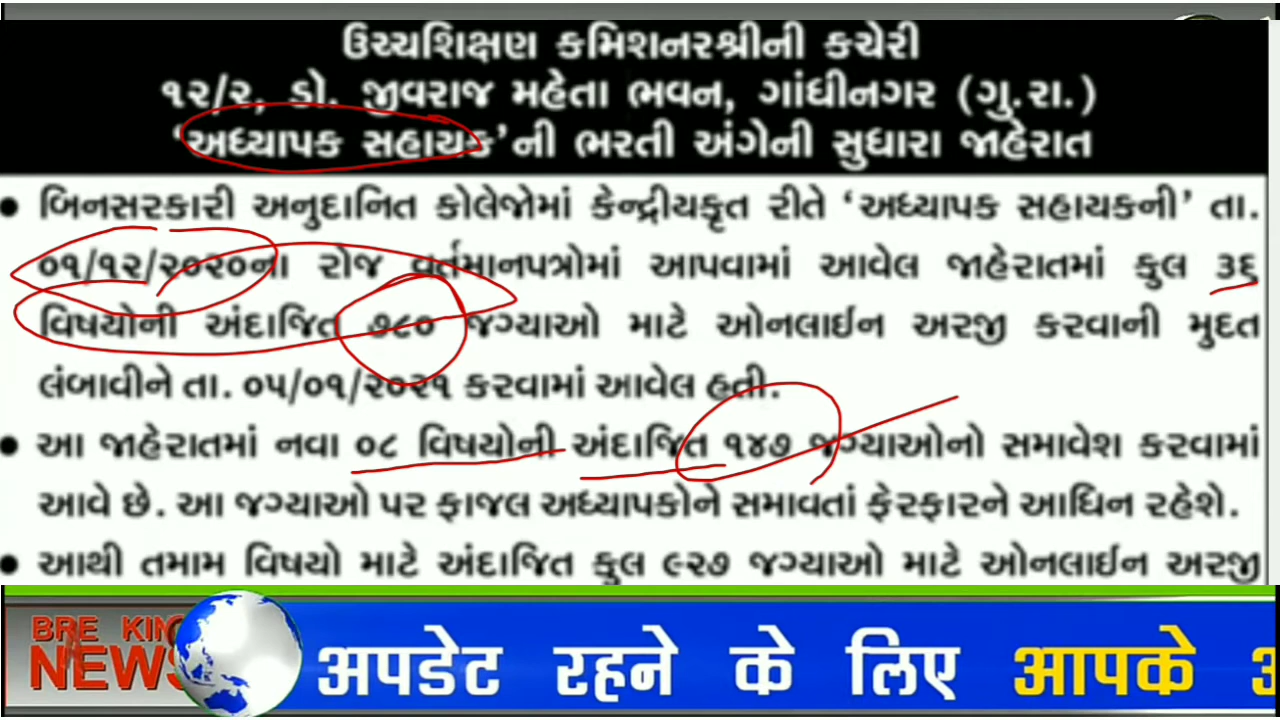 ઉચ્ચશિક્ષણ કમિશનરશ્રીની કચેરી
૧૨/૨, ડો. જીવરાજ મહેતા ભવન, ગાંધીનગર (ગુ.રા.)
‘અધ્યાપક સહાયક’ની ભરતી અંગેની સુધારા જાહેરાત
• બિનસરકારી અનુદાનિત કોલેજોમાં કેન્દ્રીયકૃત રીતે ‘અધ્યાપક સહાયકની’ તા.
૦૧/૧૨/૨૦૨૦ના રોજ વર્તમાનપત્રોમાં આપવામાં આવેલ જાહેરાતમાં કુલ ૩૬
વિષયોની અંદાજિત ૭૮૦ જગ્યાઓ માટે ઓનલાઈન અરજી કરવાની મુદત
લંબાવીને તા. ૦૫/૦૧/૨૦૨૧ કરવામાં આવેલ હતી.
• આ જાહેરાતમાં નવા ૦૮ વિષયોની અંદાજિત ૧૪૭ જગ્યાઓનો સમાવેશ કરવામાં
આવે છે. આ જગ્યાઓ પર ફાજલ અધ્યાપકોને સમાવતાં ફેરફારને આધિન રહેશે.
• આથી તમામ વિષયો માટે અંદાજિત કુલ ૯૨૭ જગ્યાઓ માટે ઓનલાઈન અરજી
BREAKING
NEWS
अपडेट रहने के लिए आपके